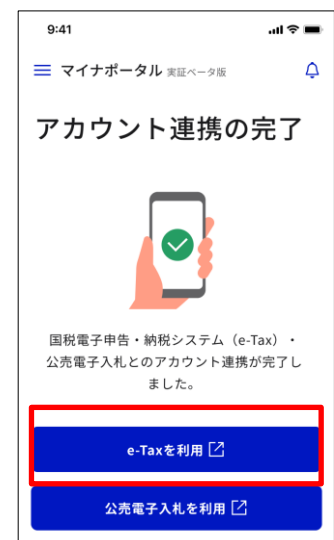 9:41
マイナポータル 実証ベータ版
アカウント連携の完了
国税電子申告・納税システム（e-Tax）・
公売電子入札とのアカウント連携が完了し
ました。
e-Taxを利用
公売電子入札を利用